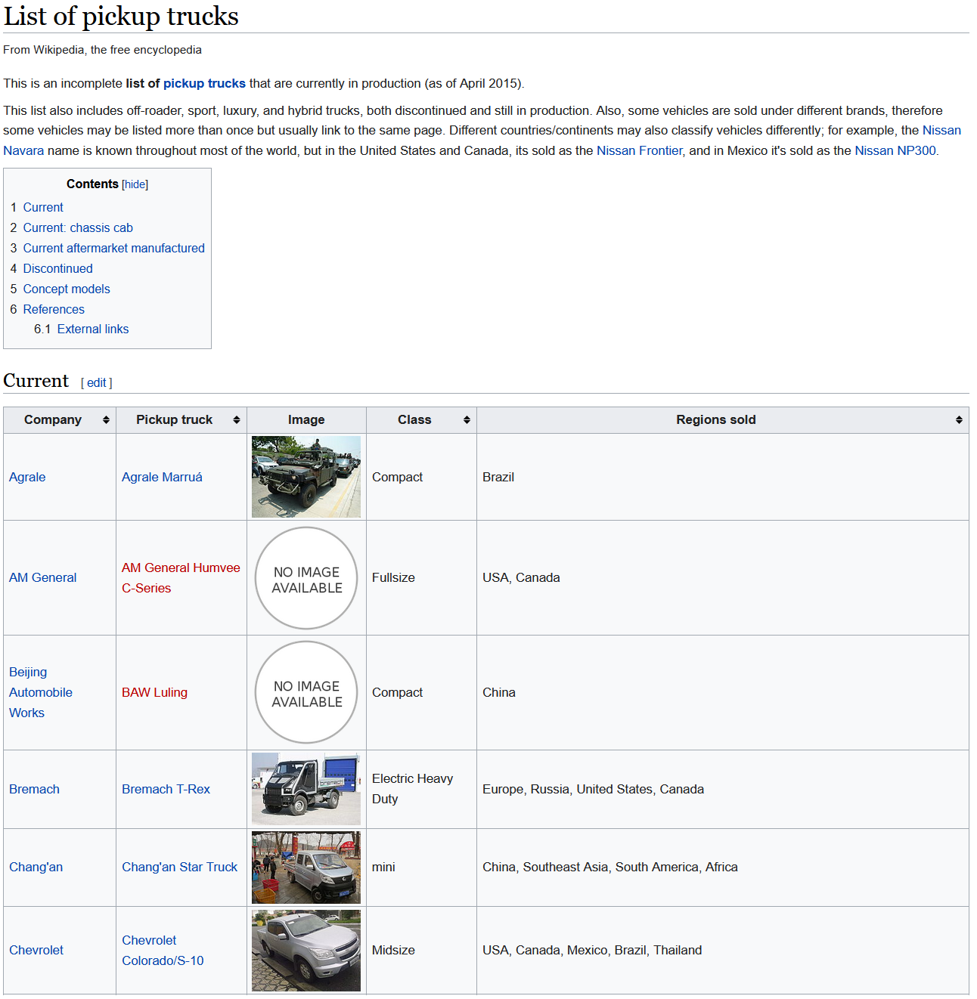 List of pickup trucks
From Wikipedia, the free encyclopedia
This is an incomplete list of pickup trucks that are currently in production (as of April 2015).
This list also includes off-roader, sport, luxury, and hybrid trucks, both discontinued and still in production. Also, some vehicles are sold under different brands, therefore
some vehicles may be listed more than once but usually link to the same page. Different countries/continents may also classify vehicles differently; for example, the Nissan
Navara name is known throughout most of the world, but in the United States and Canada, its sold as the Nissan Frontier, and in Mexico it's sold as the Nissan NP300.
Contents [hide]
1 Current
2 Current: chassis cab
3 Current aftermarket manufactured
4 Discontinued
5 Concept models
6 References
6.1 External links
Current [ edit ]
Company Pickup truck Image Class Regions sold
Agrale Agrale Marruá Compact Brazil
AM General AM General Humvee C-Series NO IMAGE AVAILABLE Fullsize USA, Canada
Beijing Automobile Works BAW Luling NO IMAGE AVAILABLE Compact China
Bremach Bremach T-Rex bremach Electric Heavy Duty Europe, Russia, United States, Canada
Chang'an Chang'an Star Truck mini China, Southeast Asia, South America, Africa
Chevrolet Chevrolet Colorado/S-10 Midsize USA, Canada, Mexico, Brazil, Thailand